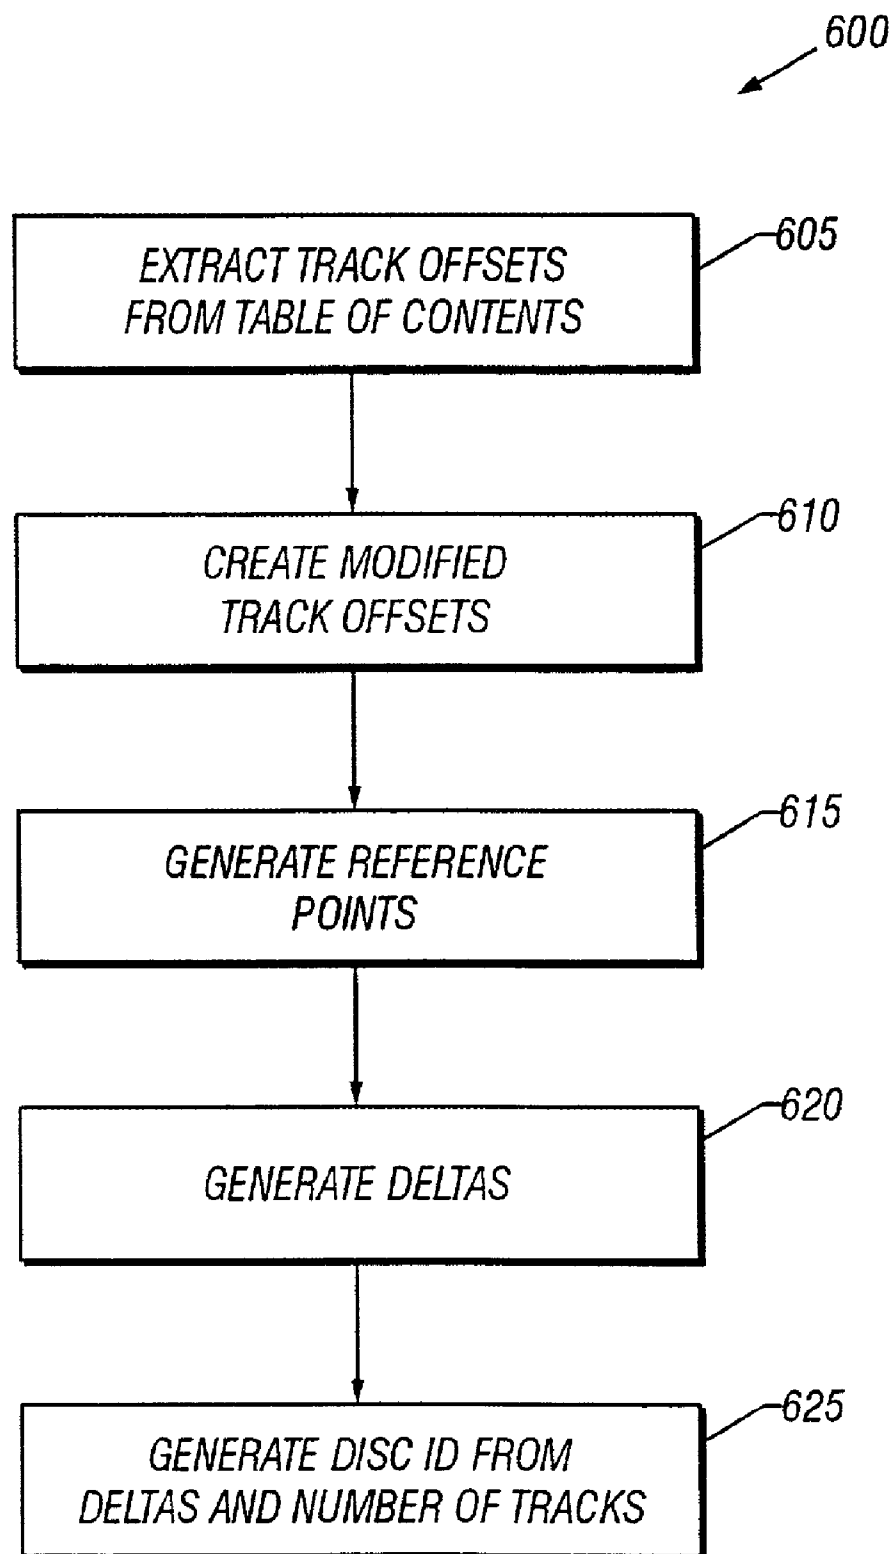 600
605
EXTRACT TRACK OFFSETS
FROM TABLE OF CONTENTS
610
CREATE MODIFIED
TRACK OFFSETS
615
GENERATE REFERENCE
POINTS
620
GENERATE DELTAS
625
GENERATE DISC ID FROM
DELTAS AND NUMBER OF TRACKS